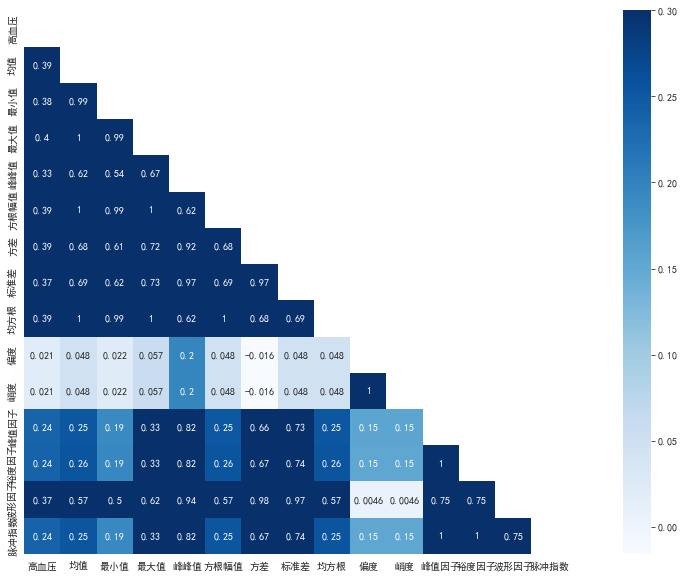 高血压
均值 0.39
最小值 0.38 0.99
最大值 0.4 1 0.99
峰峰值 0.33 0.62 0.54 0.67
方根幅值 0.39 1 0.99 1 0.62
方差 0.39 0.68 0.61 0.72 0.92 0.68
标准差 0.37 0.69 0.62 0.73 0.97 0.69 0.97
均方根 0.39 1 0.99 1 0.62 1 0.68 0.69
偏度 0.021 0.048 0.022 0.057 0.2 0.048 −0.016 0.048 0.048
峭度 0.021 0.048 0.022 0.057 0.2 0.048 −0.016 0.048 0.048 1
峰值因子 0.24 0.25 0.19 0.33 0.82 0.25 0.66 0.73 0.25 0.15 0.15
裕度因子 0.24 0.26 0.19 0.33 0.82 0.26 0.67 0.74 0.26 0.15 0.15 1
波形因子 0.37 0.57 0.5 0.62 0.94 0.57 0.98 0.97 0.57 0.0046 0.0046 0.75 0.75
脉冲指数 0.24 0.25 0.19 0.33 0.82 0.25 0.67 0.74 0.25 0.15 0.15 1 1 0.75
高血压 均值 最小值 最大值 峰峰值 方根幅值 方差 标准差 均方根 偏度 峭度 峰值因子 裕度因子 波形因子 脉冲指数
0.30
0.25
0.20
0.15
0.10
0.05
0.00